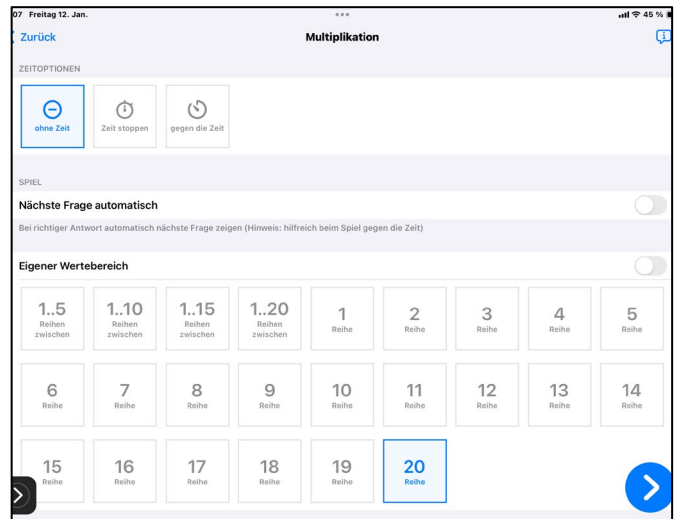 07 Freitag 12. Jan. 45 %
Zurück Multiplikation
ZEITOPTIONEN
ohne Zeit Zeit stoppen gegen die Zeit
SPIEL
Nächste Frage automatisch
Bei richtiger Antwort automatisch nächste Frage zeigen (Hinweis: hilfreich beim Spiel gegen die Zeit)
Eigener Wertebereich
1..5 1..10 1..15 1..20 1 2 3 4 5
Reihen Reihen Reihen Reihen Reihe Reihe Reihe Reihe Reihe
zwischen zwischen zwischen zwischen
6 7 8 9 10 11 12 13 14
Reihe Reihe Reihe Reihe Reihe Reihe Reihe Reihe Reihe
15 16 17 18 19 20
Reihe Reihe Reihe Reihe Reihe Reihe